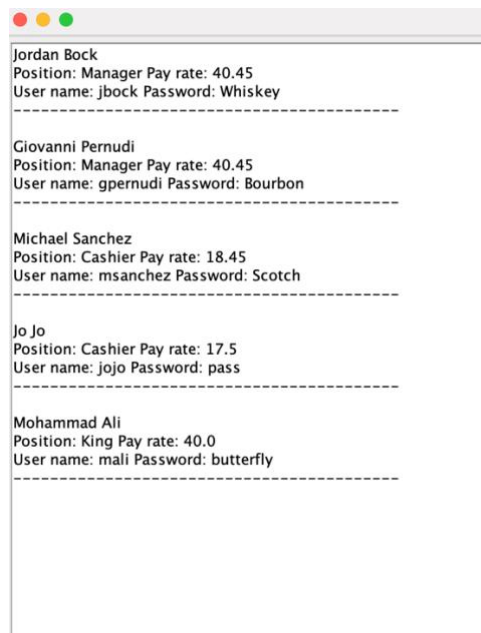 Jordan Bock
Position: Manager Pay rate: 40.45
User name: jbock Password: Whiskey
------------------------------------------
Giovanni Pernudi
Position: Manager Pay rate: 40.45
User name: gpernudi Password: Bourbon
------------------------------------------
Michael Sanchez
Position: Cashier Pay rate: 18.45
User name: msanchez Password: Scotch
------------------------------------------
Jo Jo
Position: Cashier Pay rate: 17.5
User name: jojo Password: pass
------------------------------------------
Mohammad Ali
Position: King Pay rate: 40.0
User name: mali Password: butterfly
------------------------------------------